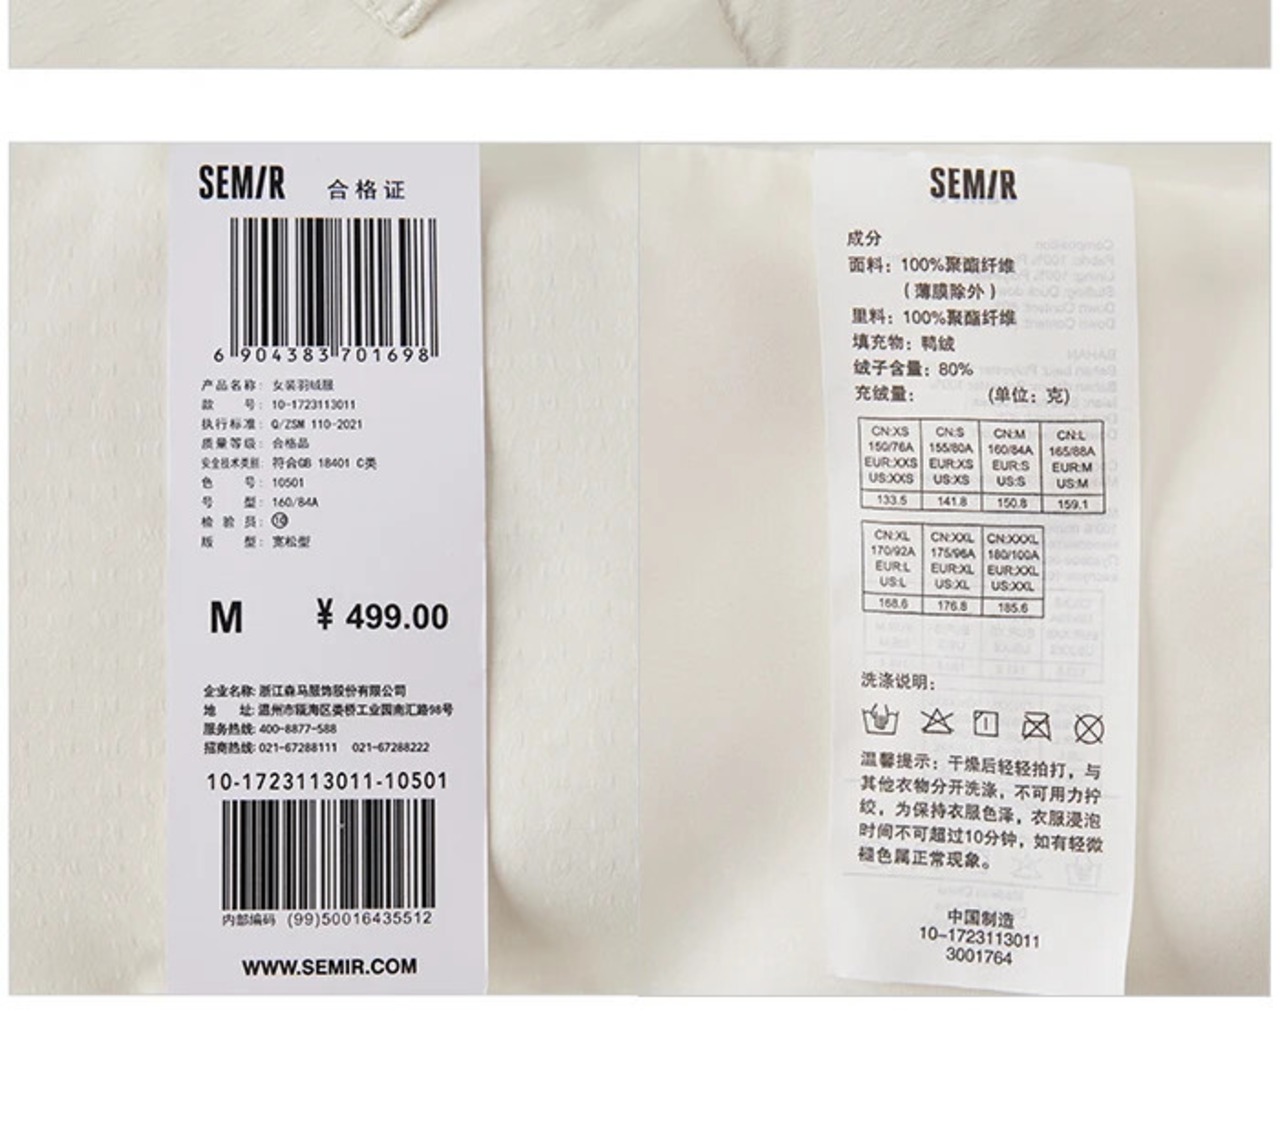 SEMIR 合格证
6 904383 701698
产品名称：女装羽绒服
款 号：10-1723113011
执行标准：Q/ZSM 110-2021
质量等级：合格品
安全技术类别：符合GB 18401 C类
色 号：10501
号 型：160/84A
检 验 员：
版 型：宽松型
M ¥ 499.00
企业名称: 浙江森马服饰股份有限公司
地 址: 温州市瓯海区娄桥工业园南汇路98号
服务热线: 400-8877-588
招商热线: 021-67288111 021-67288222
10-1723113011-10501
内部编码 (99)50016435512
WWW.SEMIR.COM
SEMIR
成分
面料：100%聚酯纤维
（薄膜除外）
里料：100%聚酯纤维
填充物：鸭绒
绒子含量：80%
充绒量： (单位：克)
CN:XS CN:S CN:M CN:L
150/76A 155/80A 160/84A 165/88A
EUR:XXS EUR:XS EUR:S EUR:M
US:XXS US:XS US:S US:M
133.5 141.8 150.8 159.1
CN:XL CN:XXL CN:XXXL
170/92A 175/96A 180/100A
EUR:L EUR:XL EUR:XXL
US:L US:XL US:XXL
168.6 176.8 185.6
洗涤说明：
温馨提示：干燥后轻轻拍打，与
其他衣物分开洗涤，不可用力拧
绞，为保持衣服色泽，衣服浸泡
时间不可超过10分钟，如有轻微
褪色属正常现象。
中国制造
10-1723113011
3001764